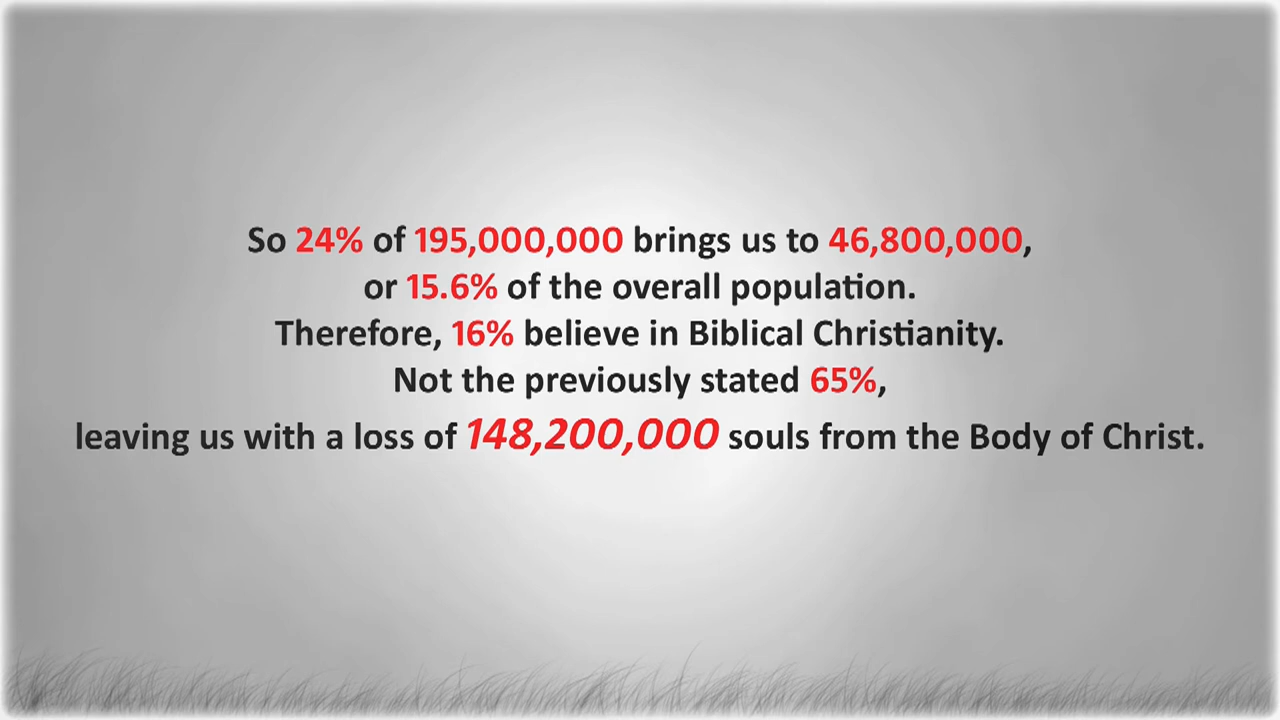 So 24% of 195,000,000 brings us to 46,800,000,
or 15.6% of the overall population.
Therefore, 16% believe in Biblical Christianity.
Not the previously stated 65%,
leaving us with a loss of 148,200,000 souls from the Body of Christ.